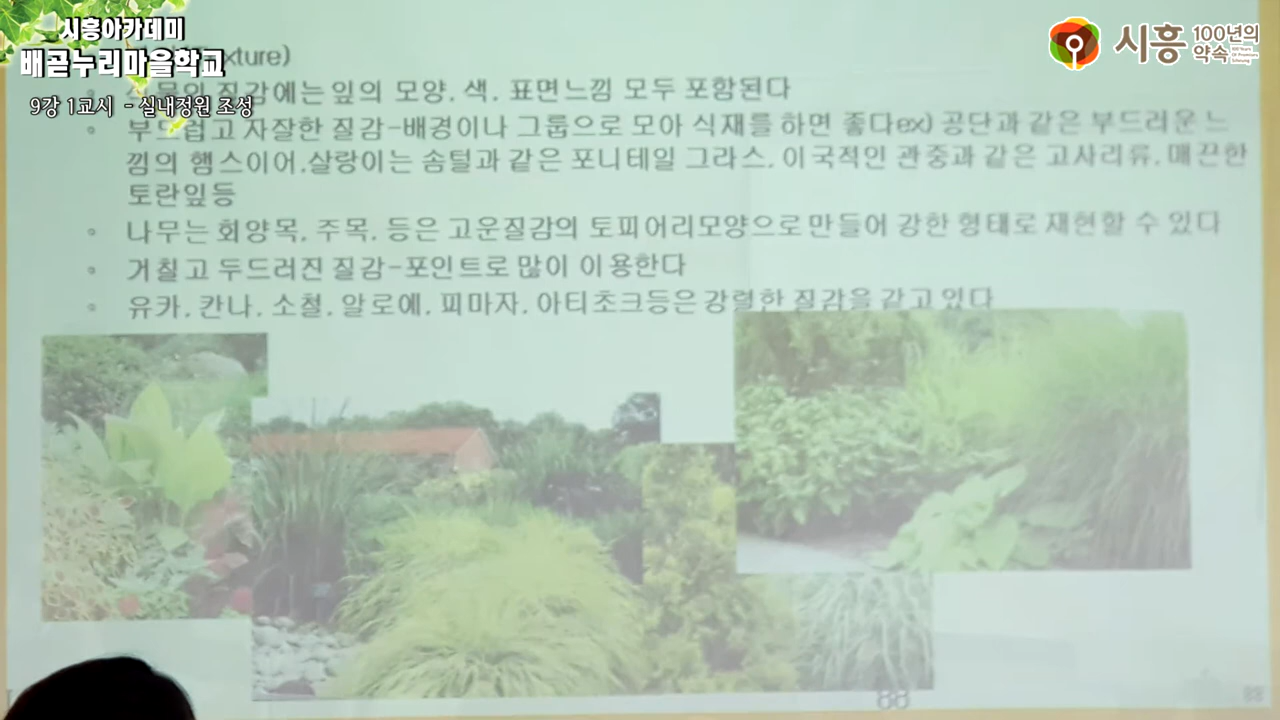 시흥아카데미
배곧누리마을학교
9강 1교시 - 실내정원 조성
시흥 100년의 약속
xture)
질감에는 잎의 모양, 색, 표면느낌 모두 포함된다
부드럽고 자잘한 질감-배경이나 그룹으로 모아 식재를 하면 좋다ex) 공단과 같은 부드러운 느
낌의 햄스이어,살랑이는 솜털과 같은 포니테일 그라스, 이국적인 관중과 같은 고사리류, 매끈한
토란잎등
나무는 회양목, 주목, 등은 고운질감의 토피어리모양으로 만들어 강한 형태로 재현할 수 있다
거칠고 두드러진 질감-포인트로 많이 이용한다
유카, 칸나, 소철, 알로에, 피마자, 아티초크등은 강렬한 질감을 갖고 있다